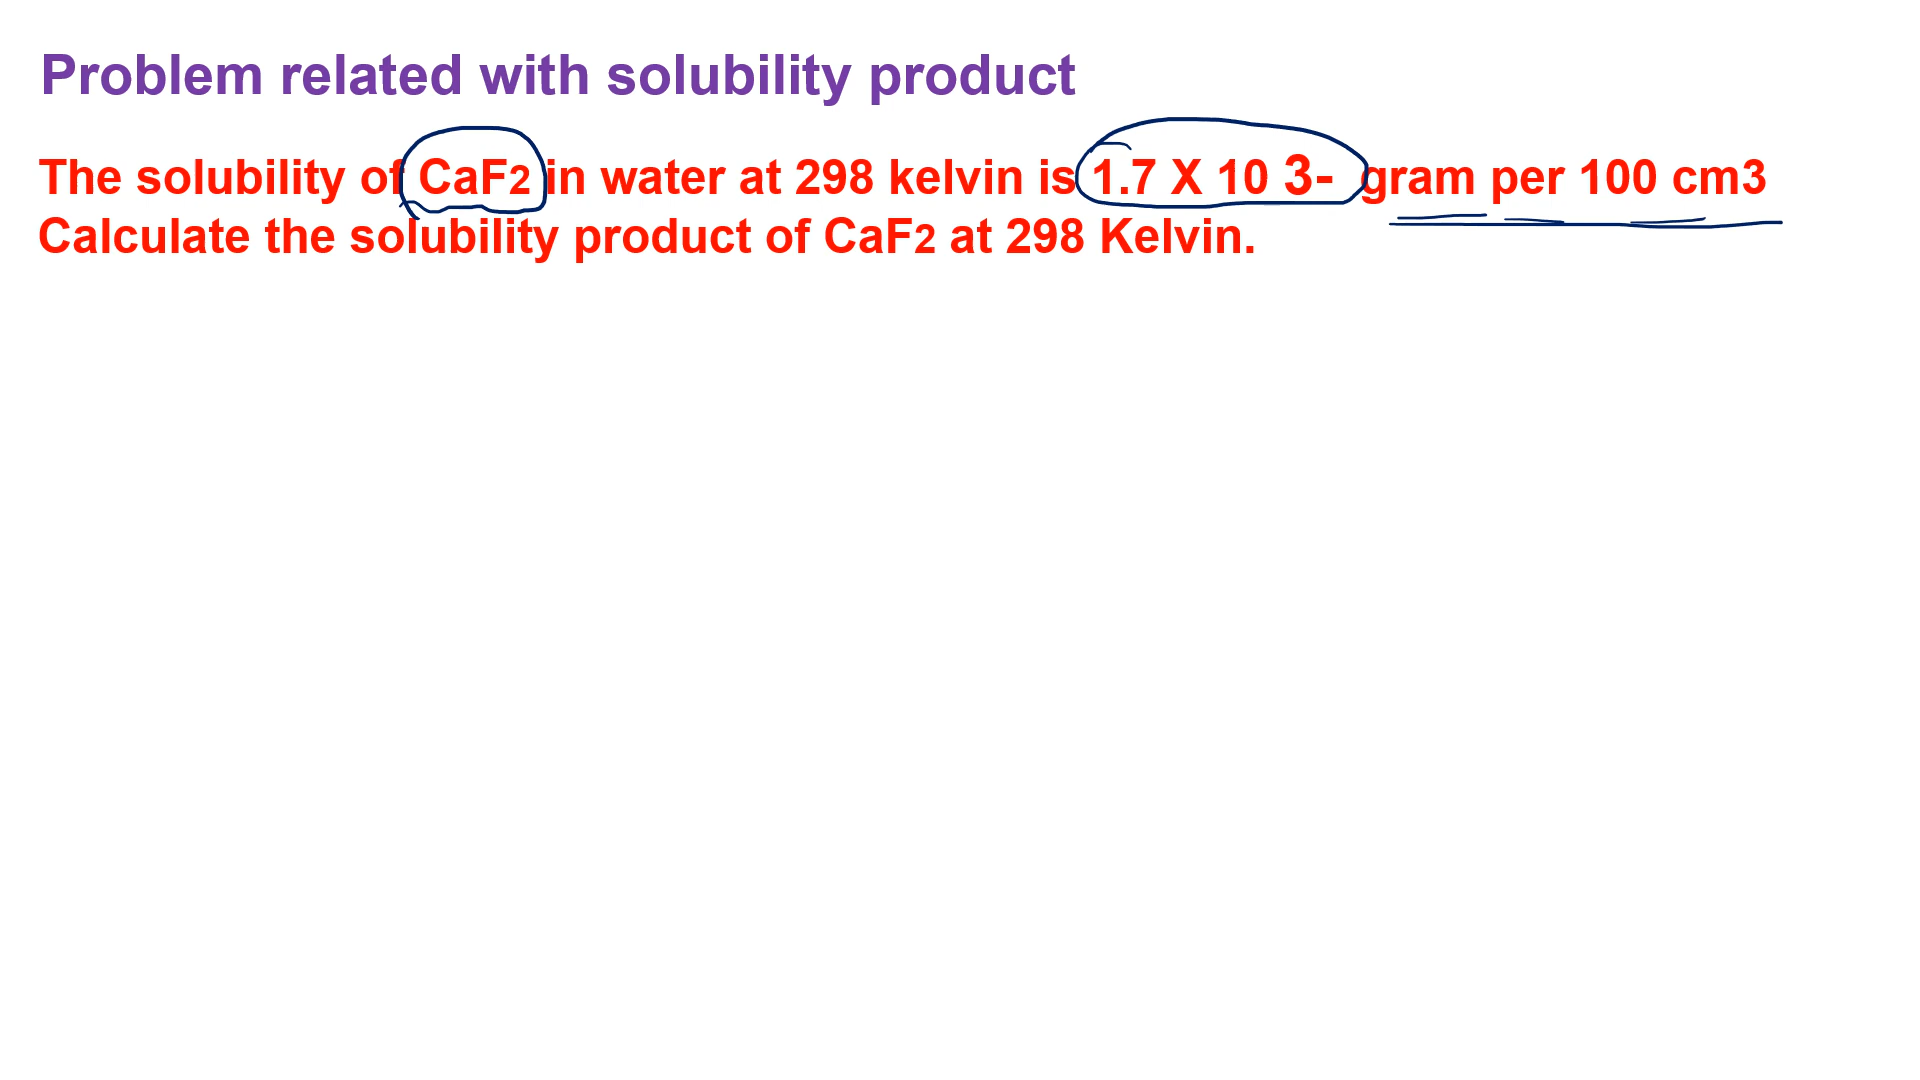 Problem related with solubility product
The solubility of CaF2 in water at 298 kelvin is 1.7 X 10 3- gram per 100 cm3
Calculate the solubility product of CaF2 at 298 Kelvin.